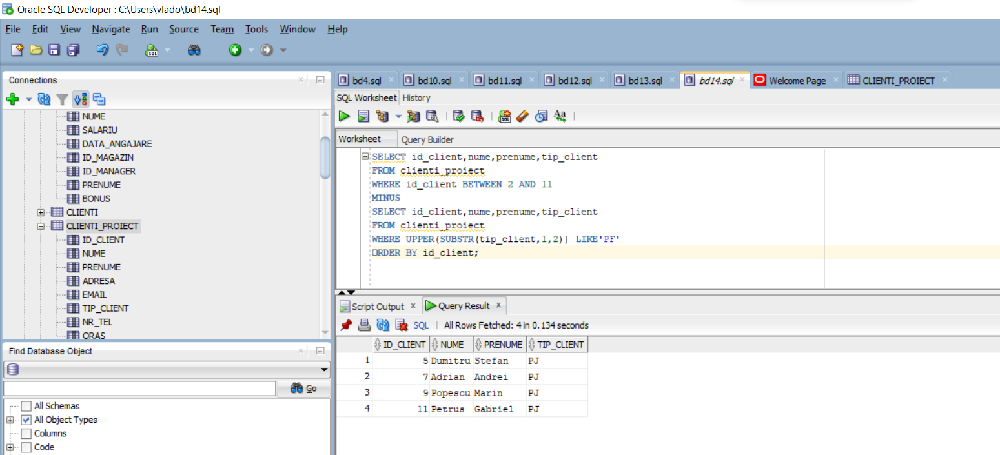 Oracle SQL Developer : C:\Users\vlado\bd14.sql
File Edit View Navigate Run Source Team Tools Window Help
Connections
NUME
SALARIU
DATA_ANGAJARE
ID_MAGAZIN
ID_MANAGER
PRENUME
BONUS
CLIENTI
CLIENTI_PROIECT
ID_CLIENT
NUME
PRENUME
ADRESA
EMAIL
TIP_CLIENT
NR_TEL
ORAS
Find Database Object
Go
All Schemas
All Object Types
Columns
Code
bd4.sql bd10.sql bd11.sql bd12.sql bd13.sql bd14.sql Welcome Page CLIENTI_PROIECT
SQL Worksheet History
Worksheet Query Builder
SELECT id_client,nume,prenume,tip_client
FROM clienti_proiect
WHERE id_client BETWEEN 2 AND 11
MINUS
SELECT id_client,nume,prenume,tip_client
FROM clienti_proiect
WHERE UPPER(SUBSTR(tip_client,1,2)) LIKE'PF'
ORDER BY id_client;
Script Output Query Result
SQL All Rows Fetched: 4 in 0.134 seconds
ID_CLIENT NUME PRENUME TIP_CLIENT
1 5 Dumitru Stefan PJ
2 7 Adrian Andrei PJ
3 9 Popescu Marin PJ
4 11 Petrus Gabriel PJ